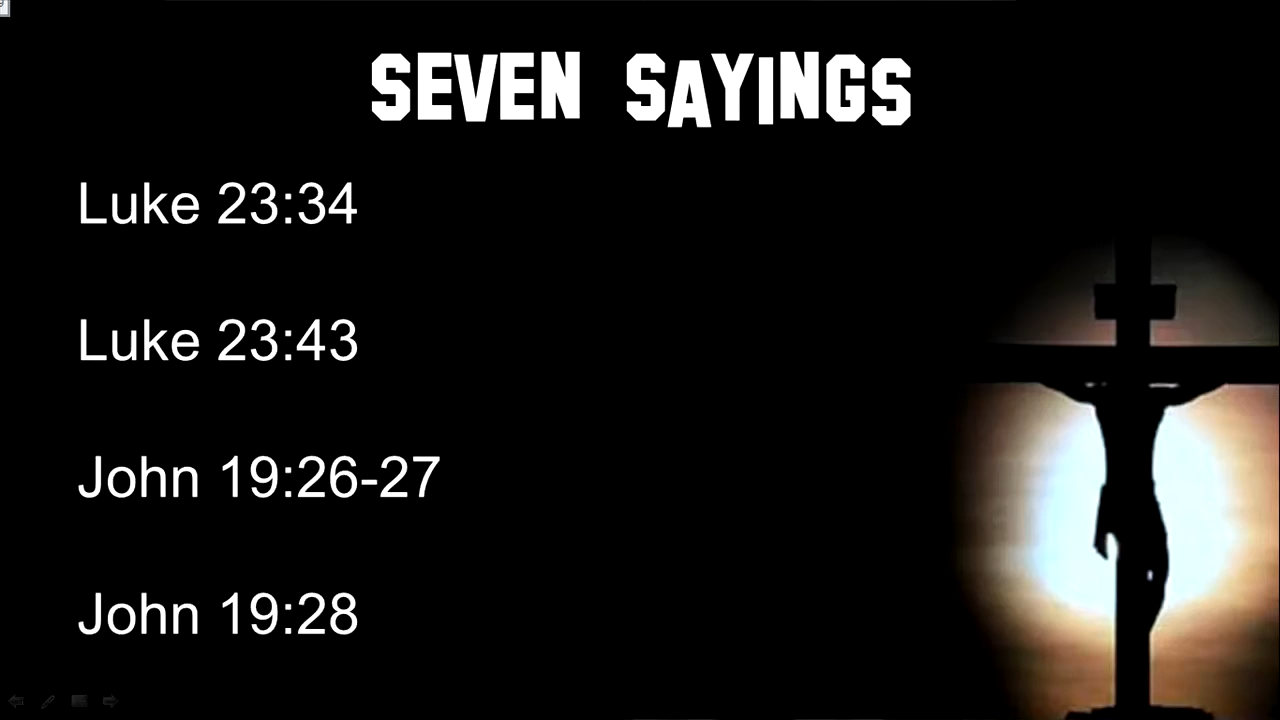 SEVEN SAYINGS
Luke 23:34
Luke 23:43
John 19:26-27
John 19:28